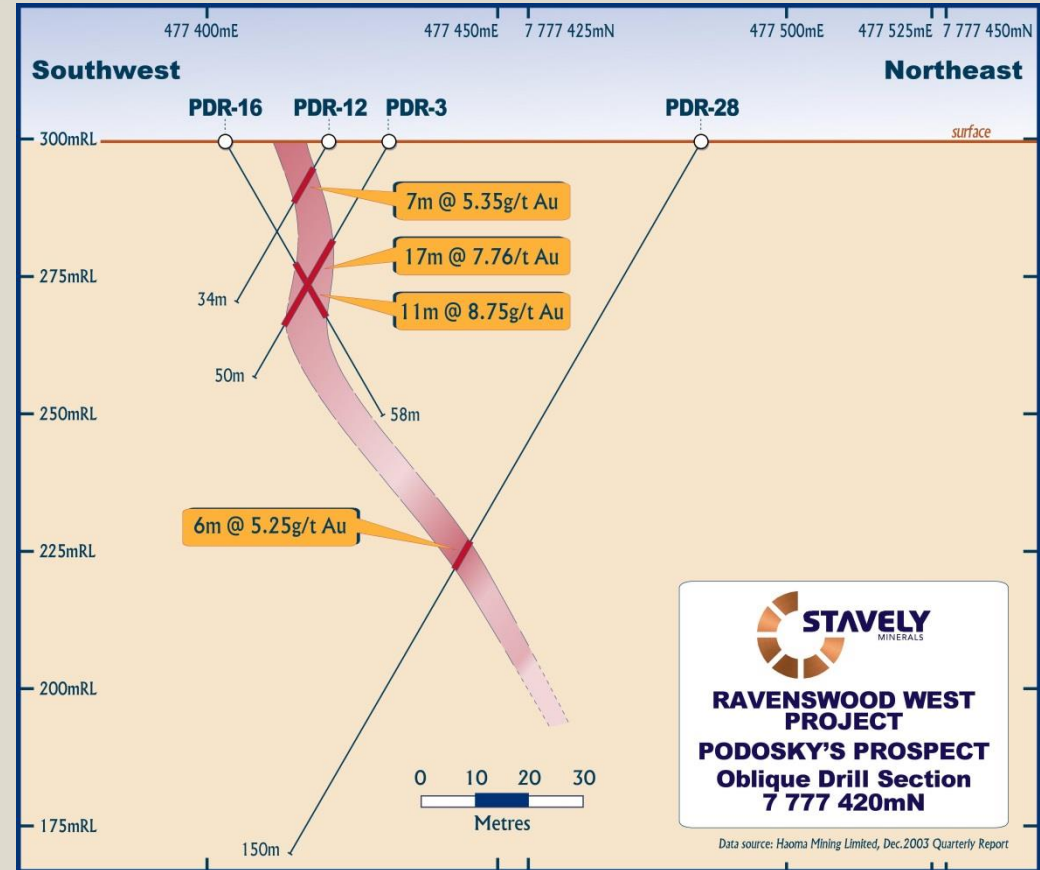 477 400mE 477 450mE 7 777 425mN 477 500mE 477 525mE 7 777 450mN
Southwest Northeast
PDR-16 PDR-12 PDR-3 PDR-28
300mRL surface
7m @ 5.35g/t Au
17m @ 7.76/t Au
275mRL
34m
11m @ 8.75g/t Au
50m
250mRL
58m
6m @ 5.25g/t Au
225mRL
STAVELY
MINERALS
200mRL
RAVENSWOOD WEST
PROJECT
PODOSKY'S PROSPECT
Oblique Drill Section
7 777 420mN
0 10 20 30
Metres
175mRL
150m
Data source: Haoma Mining Limited, Dec.2003 Quarterly Report